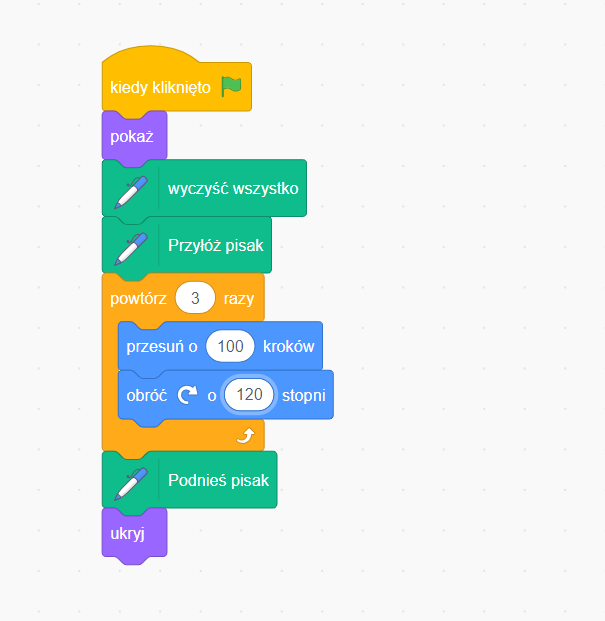 kiedy kliknięto
pokaż
wyczyść wszystko
Przyłóż pisak
powtórz 3 razy
przesuń o 100 kroków
obróć o 120 stopni
Podnieś pisak
ukryj